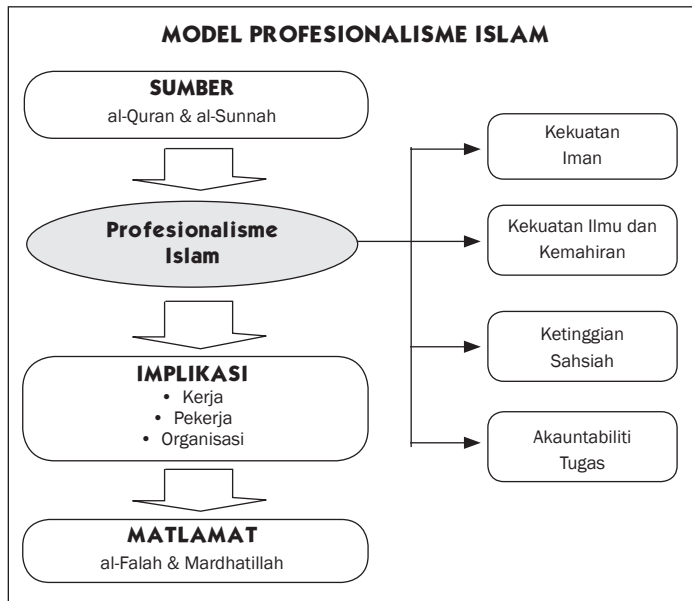 MODEL PROFESIONALISME ISLAM
SUMBER
al-Quran & al-Sunnah
Profesionalisme
Islam
IMPLIKASI
• Kerja
• Pekerja
• Organisasi
MATLAMAT
al-Falah & Mardhatillah
Kekuatan
Iman
Kekuatan Ilmu dan
Kemahiran
Ketinggian
Sahsiah
Akauntabiliti
Tugas